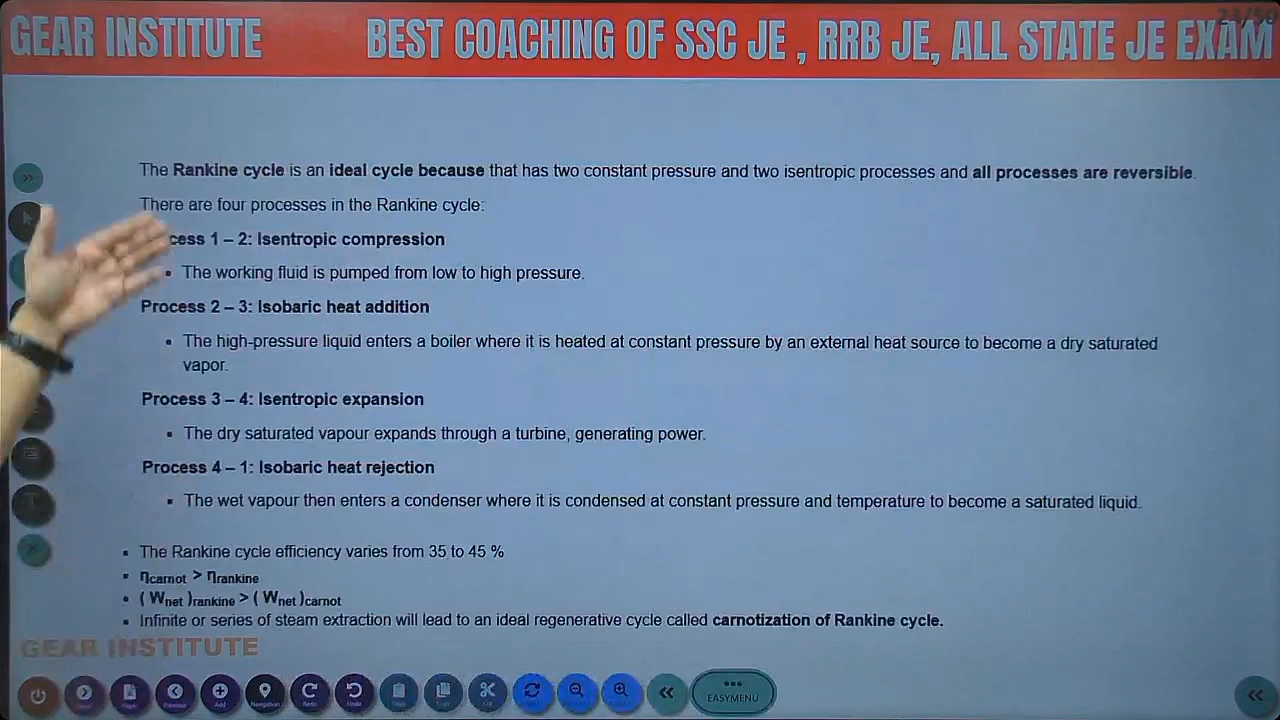 GEAR INSTITUTE BEST COACHING OF SSC JE , RRB JE, ALL STATE JE EXAM
The Rankine cycle is an ideal cycle because that has two constant pressure and two isentropic processes and all processes are reversible.
There are four processes in the Rankine cycle:
cess 1 – 2: Isentropic compression
▪ The working fluid is pumped from low to high pressure.
Process 2 – 3: Isobaric heat addition
▪ The high-pressure liquid enters a boiler where it is heated at constant pressure by an external heat source to become a dry saturated
vapor.
Process 3 – 4: Isentropic expansion
▪ The dry saturated vapour expands through a turbine, generating power.
Process 4 – 1: Isobaric heat rejection
▪ The wet vapour then enters a condenser where it is condensed at constant pressure and temperature to become a saturated liquid.
▪ The Rankine cycle efficiency varies from 35 to 45 %
▪ ηcarnot > ηrankine
▪ ( Wnet )rankine > ( Wnet )carnot
▪ Infinite or series of steam extraction will lead to an ideal regenerative cycle called carnotization of Rankine cycle.
GEAR INSTITUTE
Previous Add Navigation Redo Undo
EASYMENU